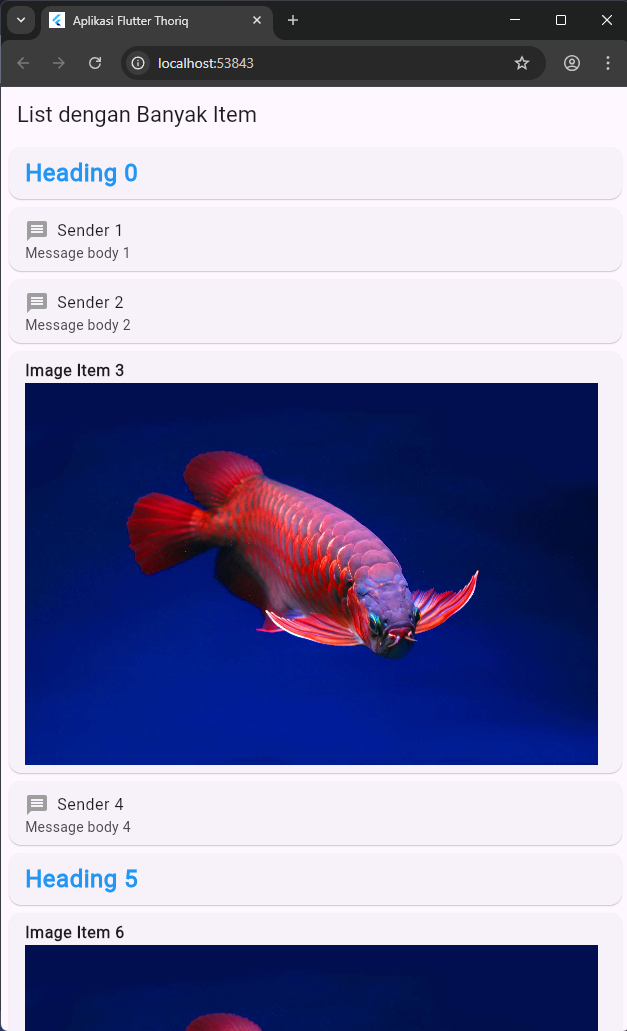 Aplikasi Flutter Thoriq
localhost:53843
List dengan Banyak Item
Heading 0
Sender 1
Message body 1
Sender 2
Message body 2
Image Item 3
Sender 4
Message body 4
Heading 5
Image Item 6